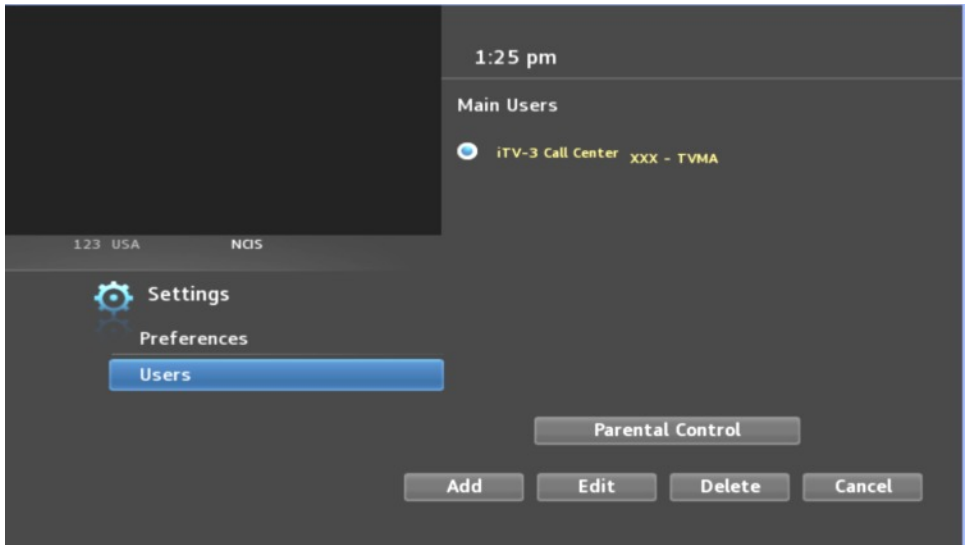 1:25 pm
Main Users
iTV-3 Call Center XXX - TVMA
123 USA NCIS
Settings
Preferences
Users
Parental Control
Add Edit Delete Cancel